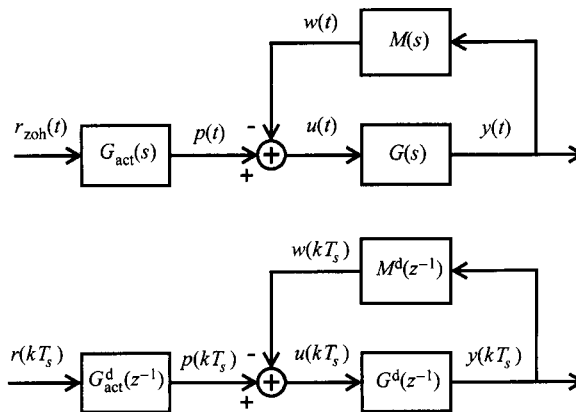 w(t)
M(s)
r_zoh(t)
p(t)
-
u(t)
y(t)
G_act(s)
+
G(s)
+
w(kT_s)
M^d(z^{-1})
r(kT_s)
p(kT_s)
-
u(kT_s)
y(kT_s)
G^d_act(z^{-1})
+
G^d(z^{-1})
+